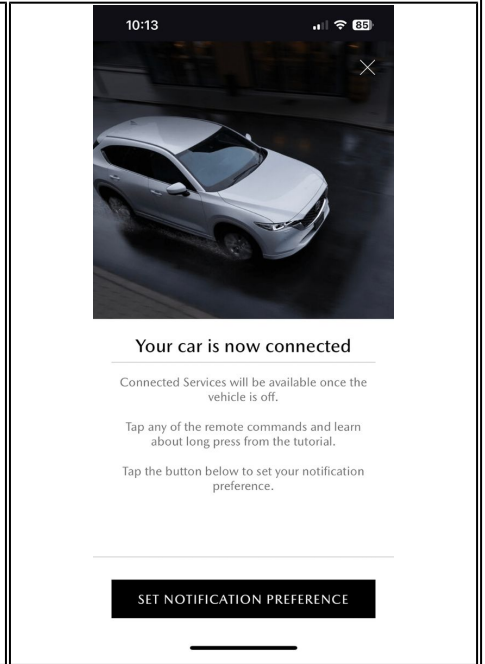 10:13
85
Your car is now connected
Connected Services will be available once the
vehicle is off.
Tap any of the remote commands and learn
about long press from the tutorial.
Tap the button below to set your notification
preference.
SET NOTIFICATION PREFERENCE